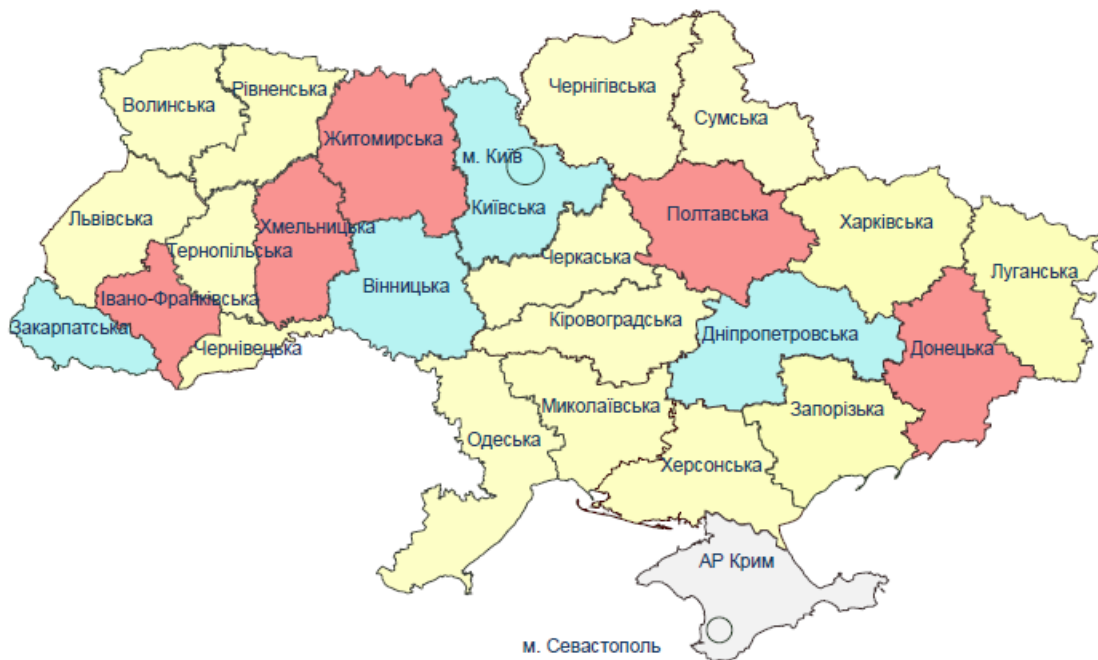 Волинська
Рівненська
Житомирська
м. Київ
Київська
Чернігівська
Сумська
Львівська
Тернопільська
Хмельницька
Вінницька
Черкаська
Полтавська
Харківська
Луганська
Закарпатська
Івано-Франківська
Чернівецька
Кіровоградська
Дніпропетровська
Донецька
Одеська
Миколаївська
Запорізька
Херсонська
АР Крим
м. Севастополь